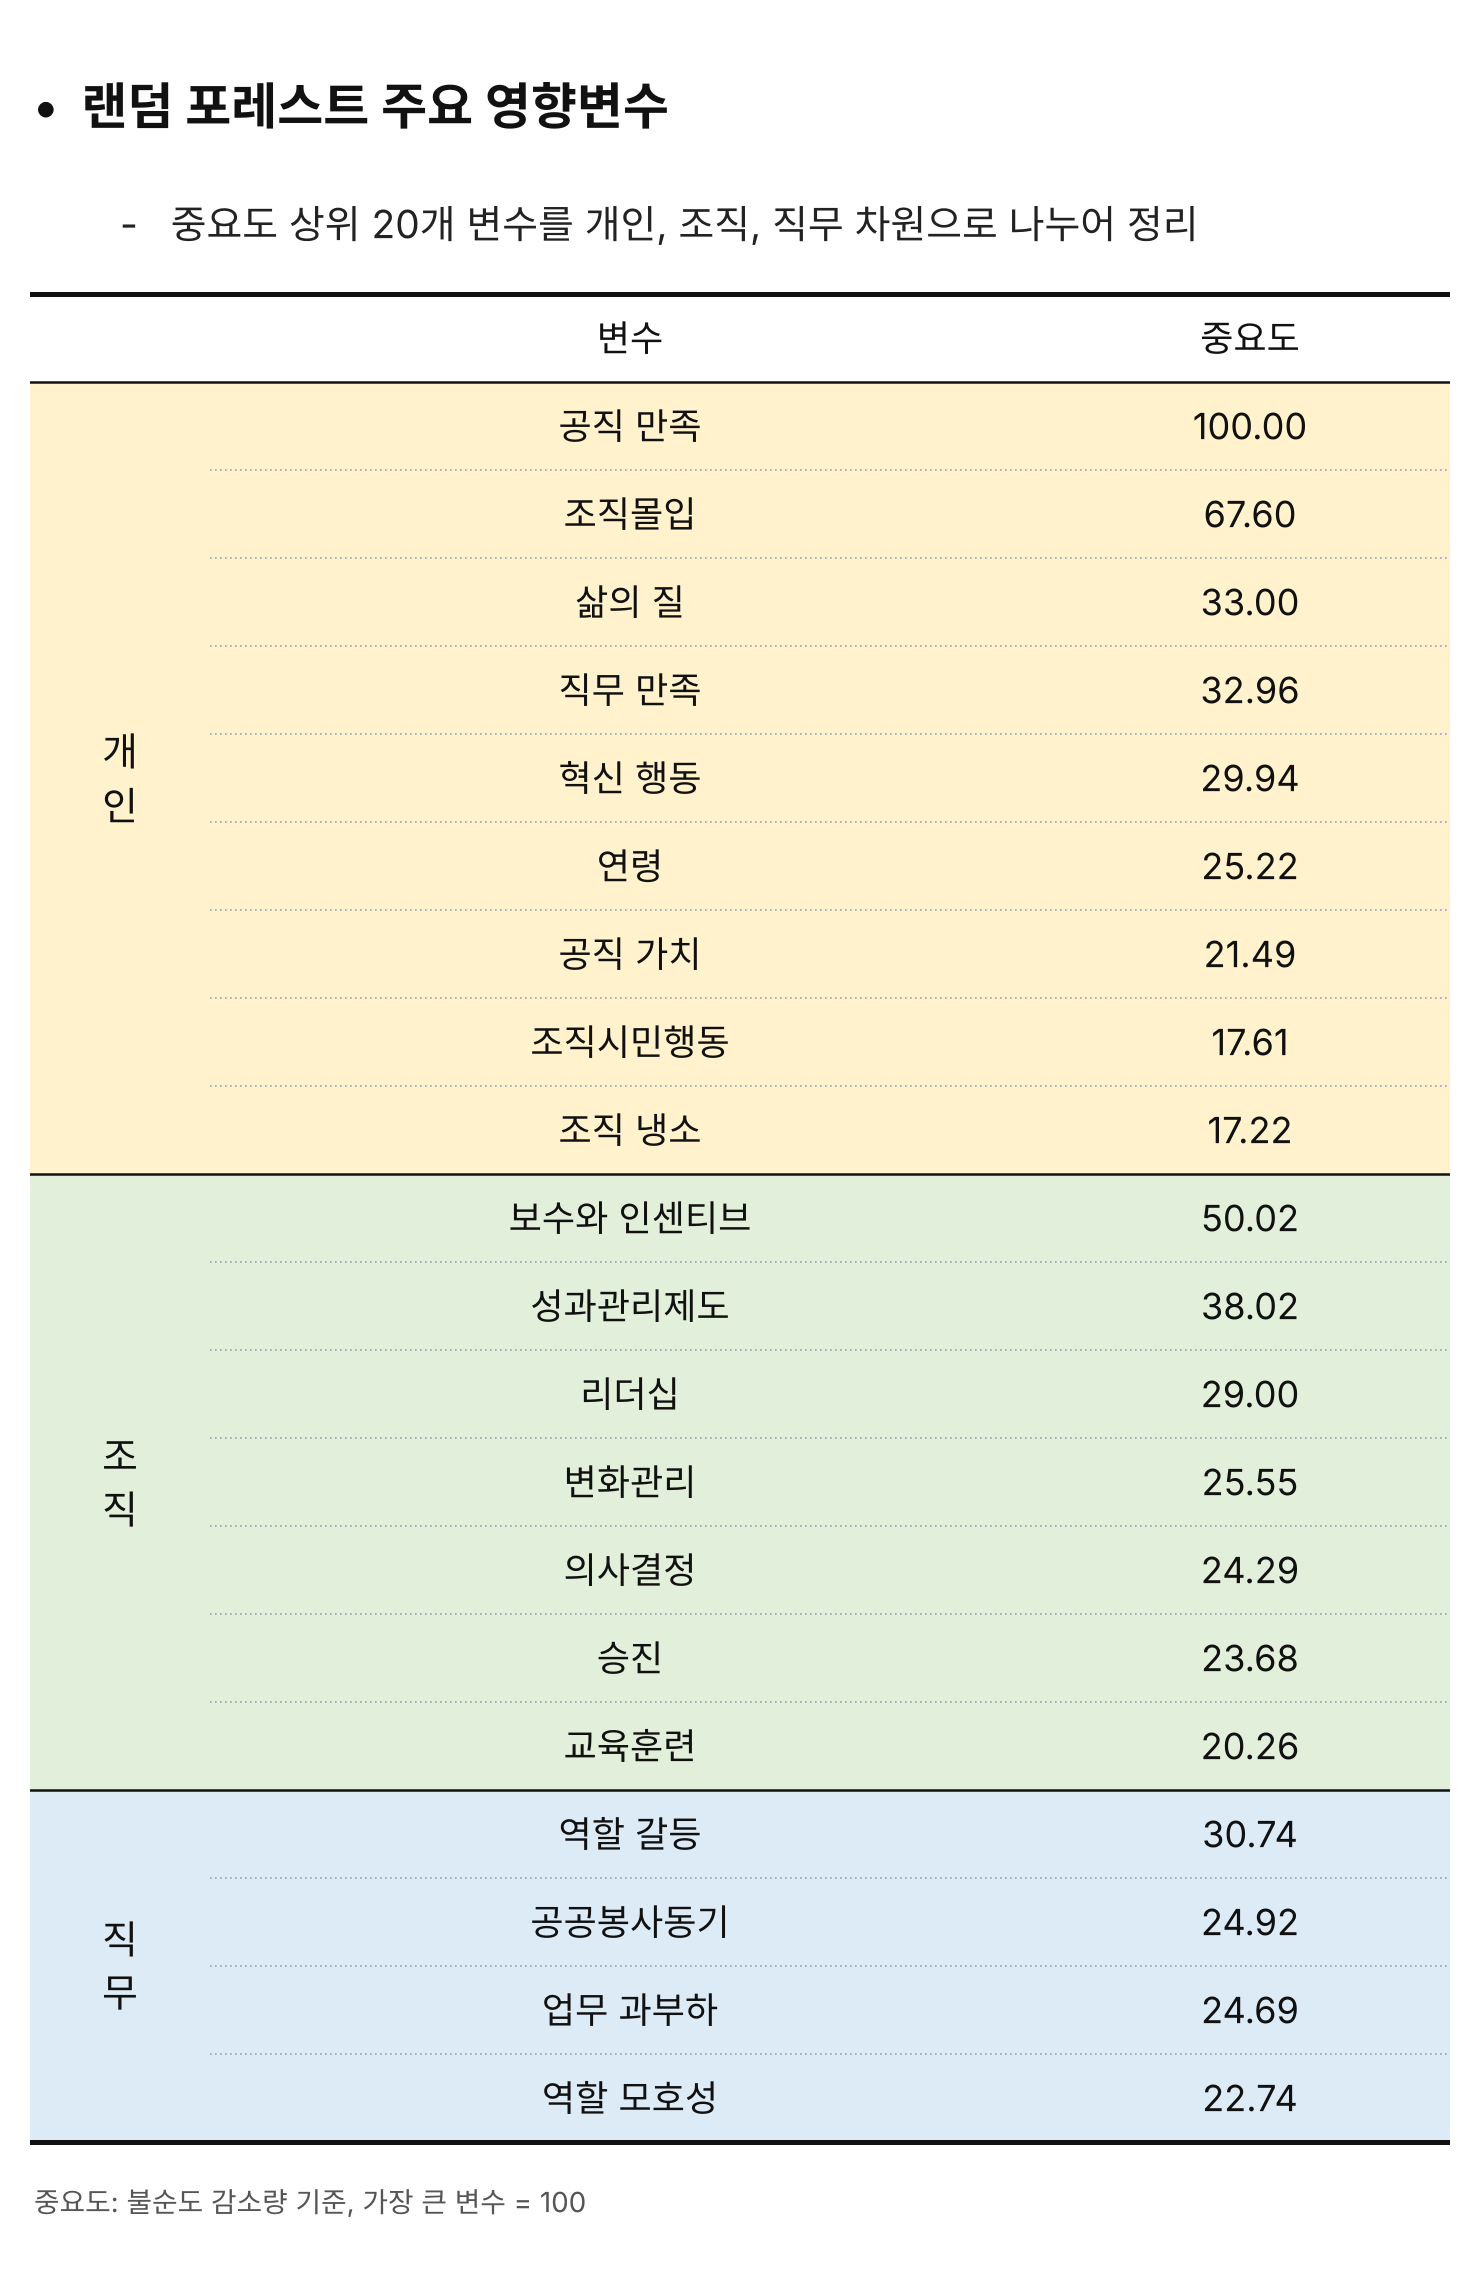 • 랜덤 포레스트 주요 영향변수
- 중요도 상위 20개 변수를 개인, 조직, 직무 차원으로 나누어 정리
변수 중요도
개인
공직 만족 100.00
조직몰입 67.60
삶의 질 33.00
직무 만족 32.96
혁신 행동 29.94
연령 25.22
공직 가치 21.49
조직시민행동 17.61
조직 냉소 17.22
조직
보수와 인센티브 50.02
성과관리제도 38.02
리더십 29.00
변화관리 25.55
의사결정 24.29
승진 23.68
교육훈련 20.26
직무
역할 갈등 30.74
공공봉사동기 24.92
업무 과부하 24.69
역할 모호성 22.74
중요도: 불순도 감소량 기준, 가장 큰 변수 = 100